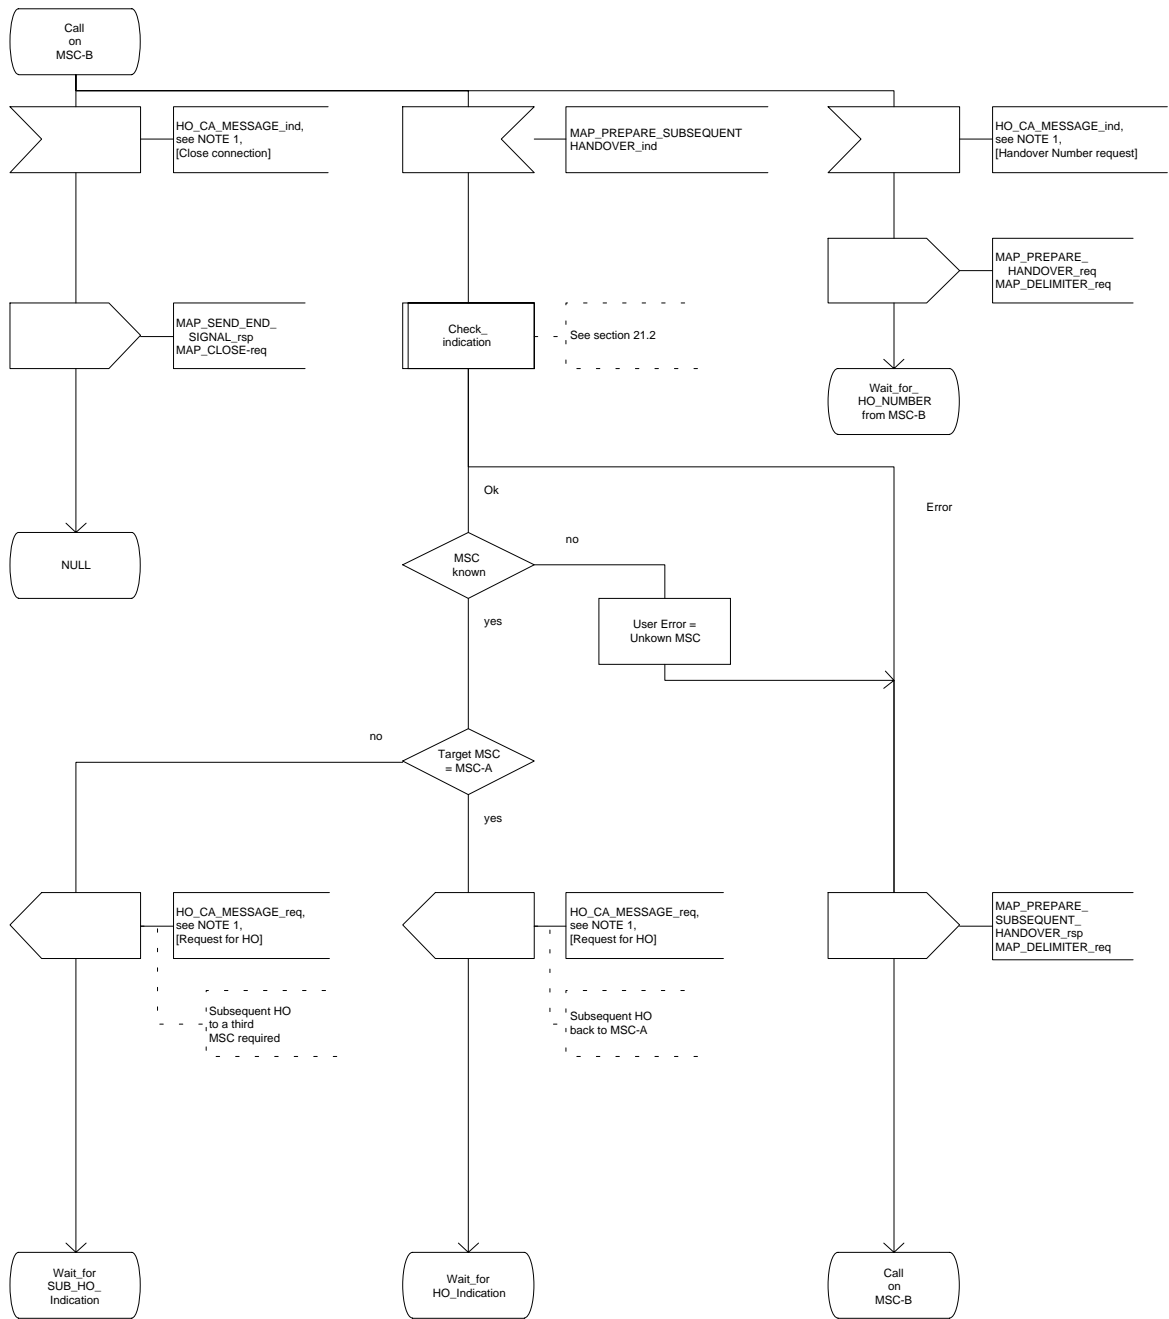 Call
on
MSC-B
HO_CA_MESSAGE_ind,
see NOTE 1,
[Close connection]
MAP_PREPARE_SUBSEQUENT
HANDOVER_ind
HO_CA_MESSAGE_ind,
see NOTE 1,
[Handover Number request]
MAP_PREPARE_
HANDOVER_req
MAP_DELIMITER_req
MAP_SEND_END_
SIGNAL_rsp
MAP_CLOSE-req
Check_
indication
See section 21.2
Wait_for_
HO_NUMBER
from MSC-B
Ok
Error
NULL
MSC
known
no
yes
User Error =
Unkown MSC
no
Target MSC
= MSC-A
yes
HO_CA_MESSAGE_req,
see NOTE 1,
[Request for HO]
HO_CA_MESSAGE_req,
see NOTE 1,
[Request for HO]
MAP_PREPARE_
SUBSEQUENT_
HANDOVER_rsp
MAP_DELIMITER_req
Subsequent HO
to a third
MSC required
Subsequent HO
back to MSC-A
Wait_for
SUB_HO_
Indication
Wait_for
HO_Indication
Call
on
MSC-B